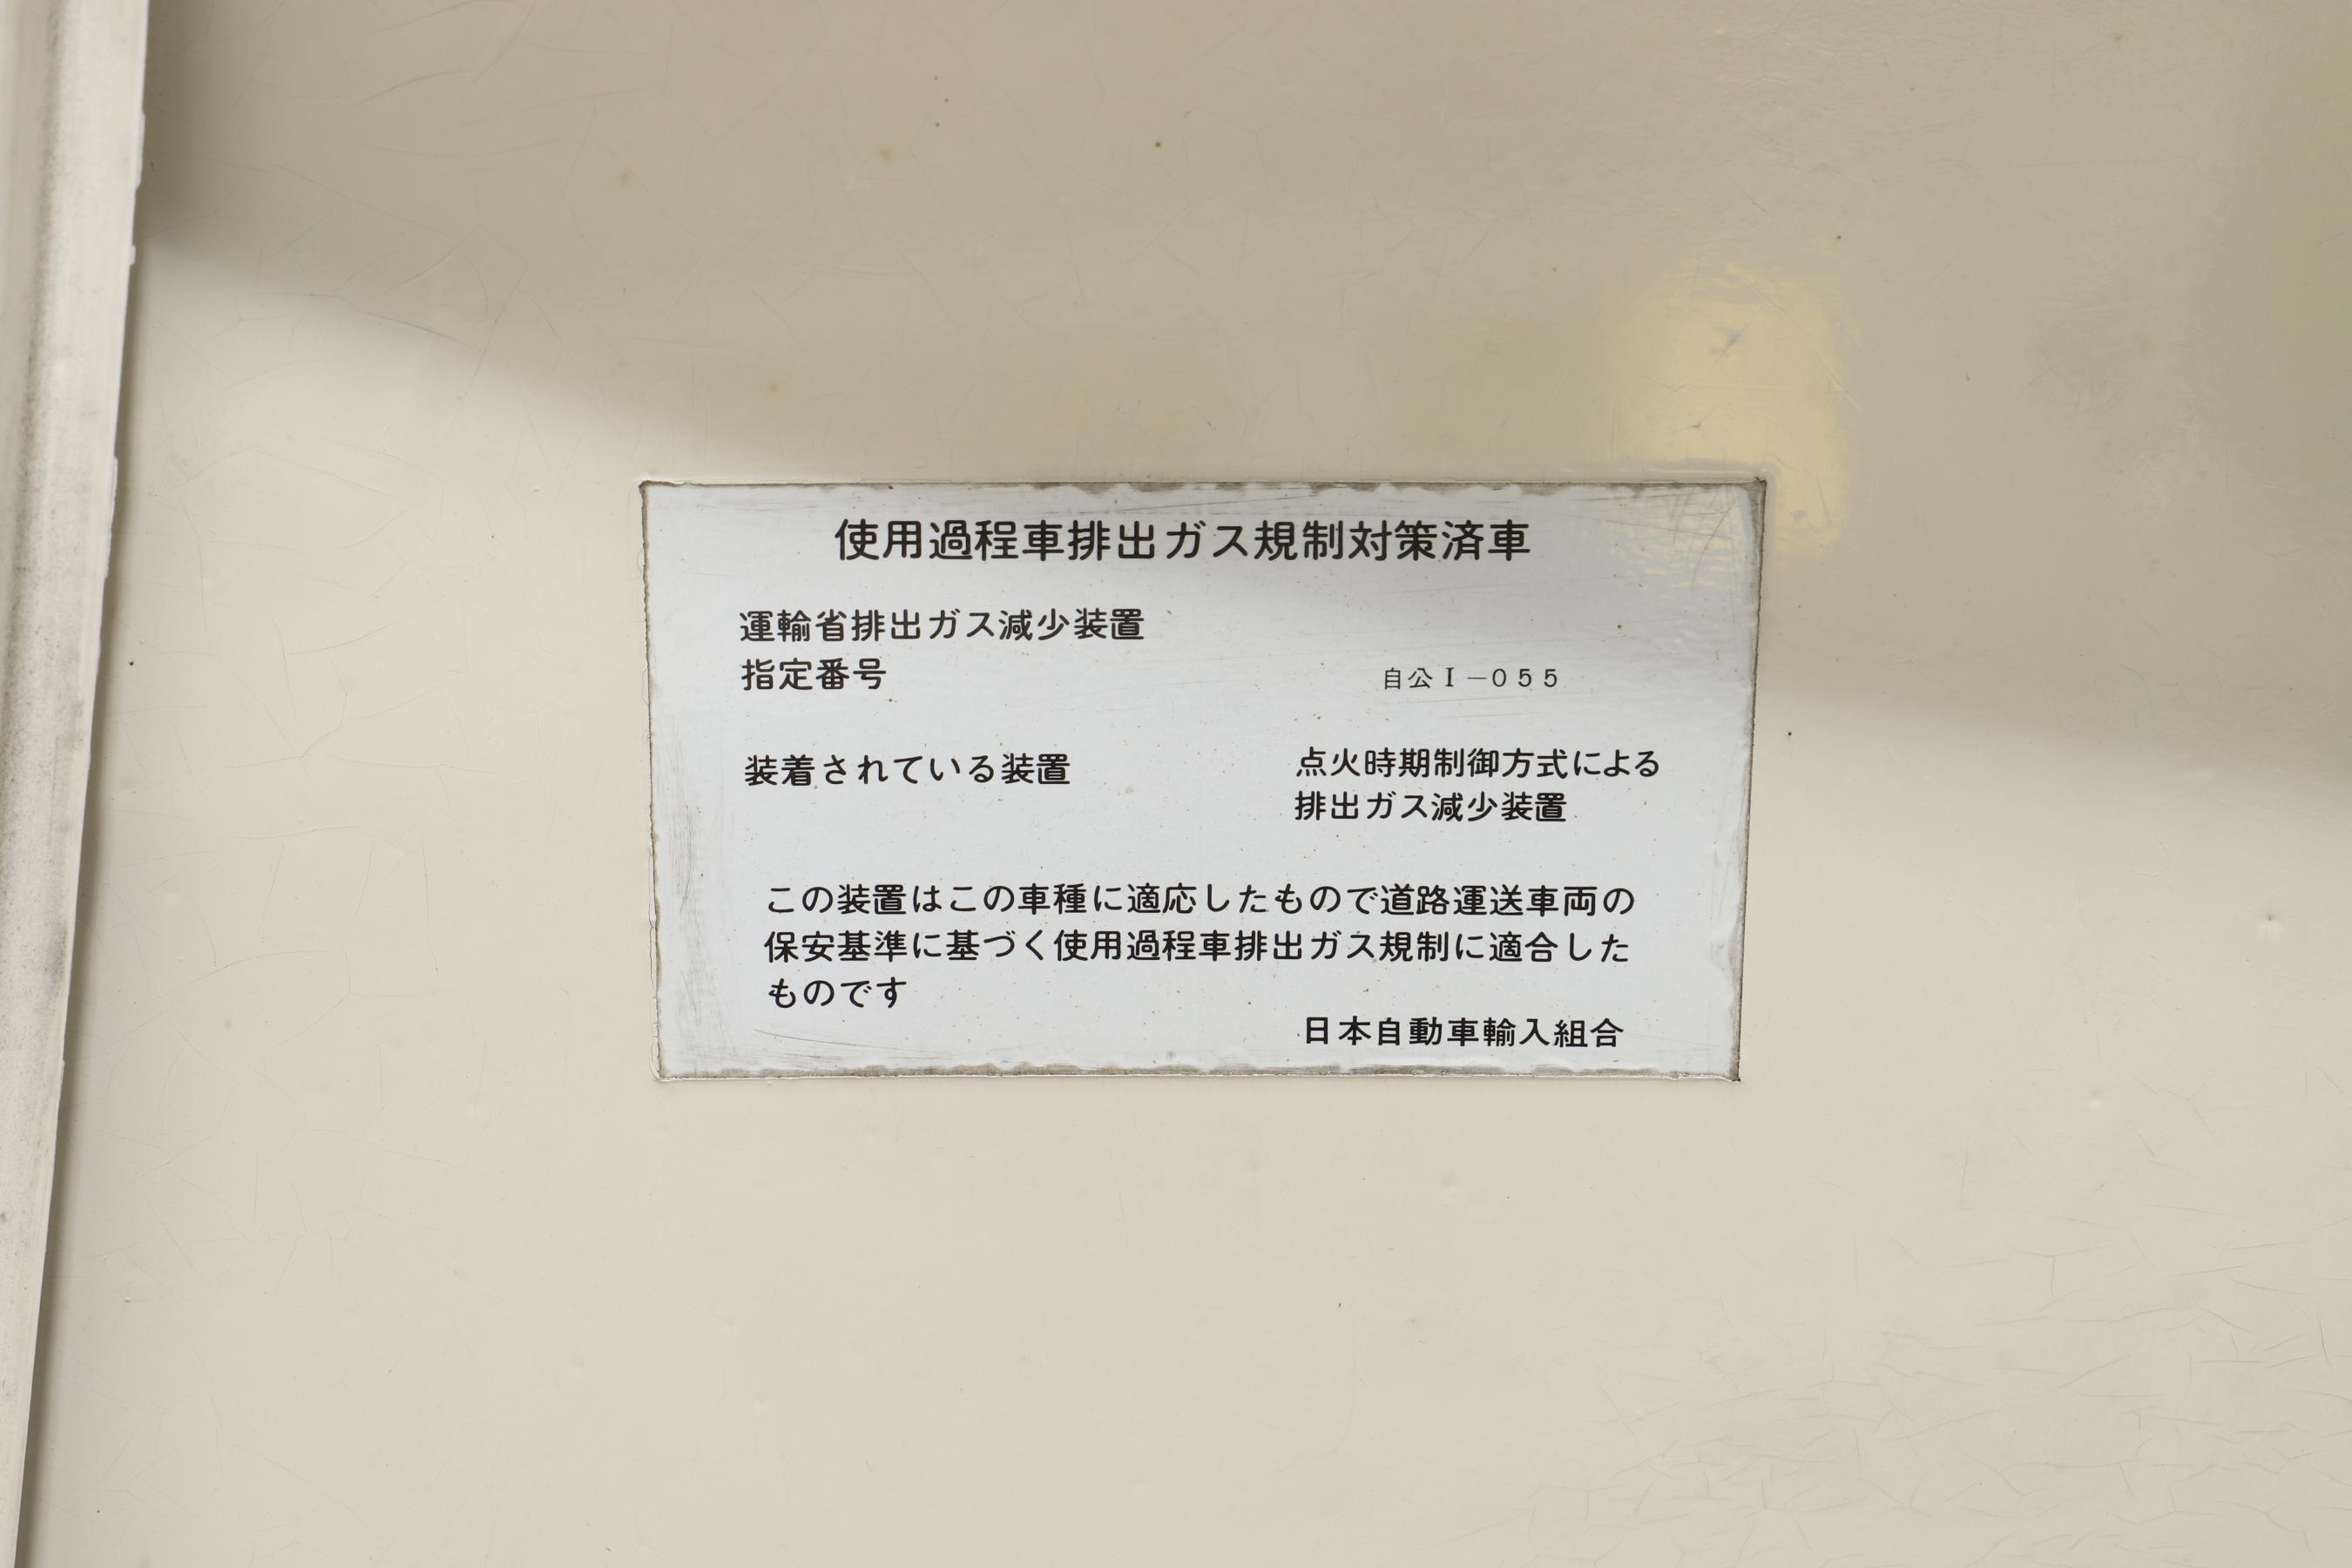 使用過程車排出ガス規制対策済車
運輸省排出ガス減少装置
指定番号 自公Ⅰ－０５５
装着されている装置 点火時期制御方式による
排出ガス減少装置
この装置はこの車種に適応したもので道路運送車両の
保安基準に基づく使用過程車排出ガス規制に適合した
ものです
日本自動車輸入組合